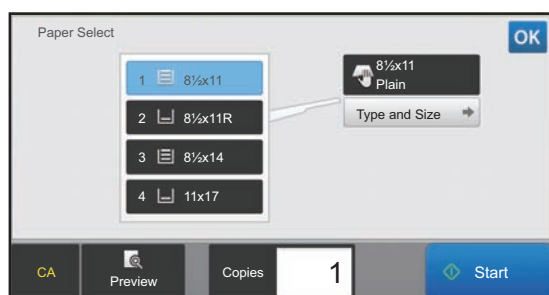 Paper Select
OK
1 8½x11
2 8½x11R
3 8½x14
4 11x17
8½x11
Plain
Type and Size
CA
Preview
Copies
1
Start